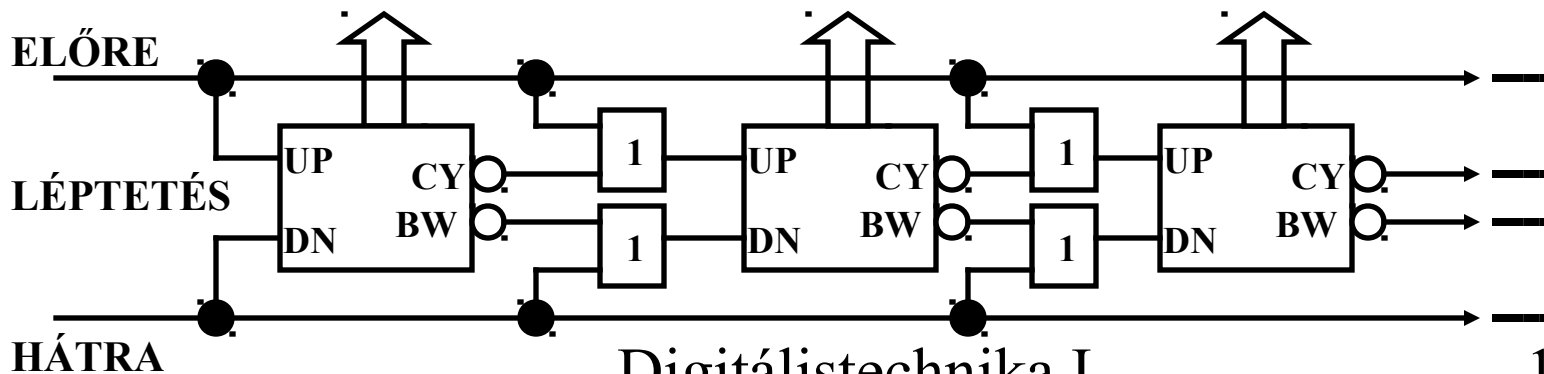 ELŐRE
LÉPTETÉS
HÁTRA
UP
CY
BW
DN
1
1
UP
CY
BW
DN
1
1
UP
CY
BW
DN
Digitálistechnika I
1